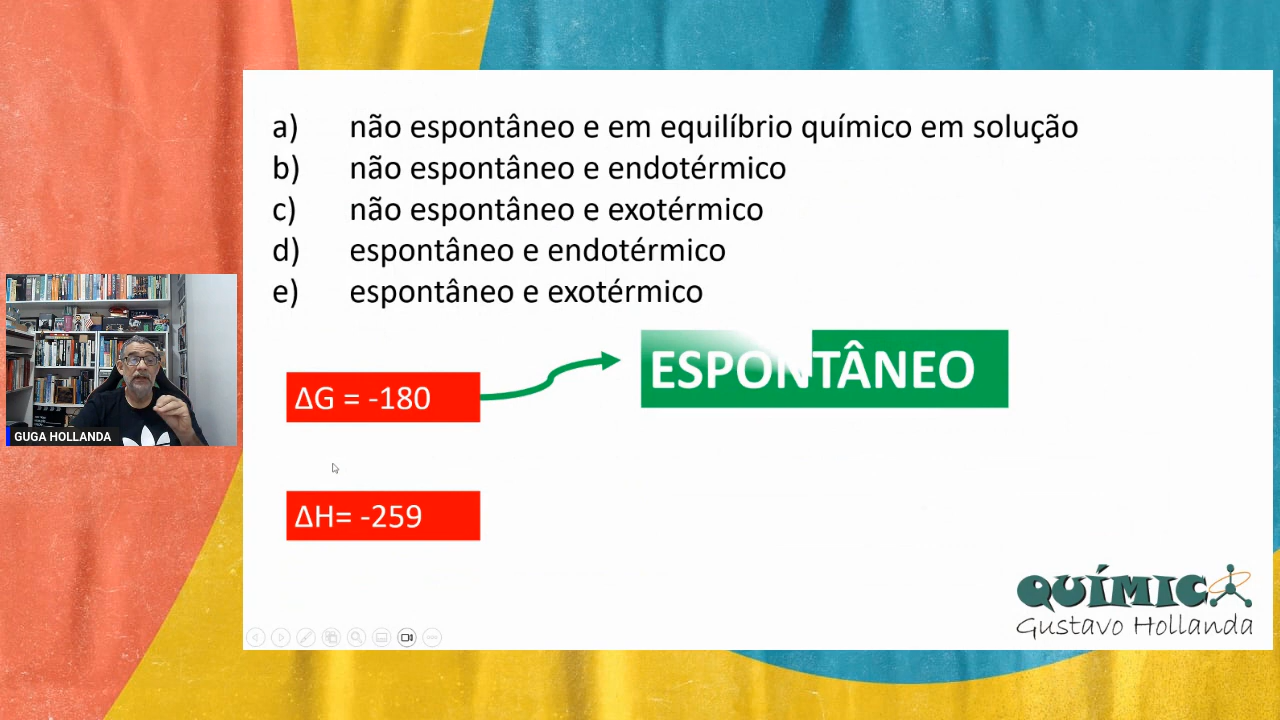 a) não espontâneo e em equilíbrio químico em solução
b) não espontâneo e endotérmico
c) não espontâneo e exotérmico
d) espontâneo e endotérmico
e) espontâneo e exotérmico
ESPONTÂNEO
ΔG = -180
GUGA HOLLANDA
ΔH= -259
QUÍMICA
Gustavo Hollanda